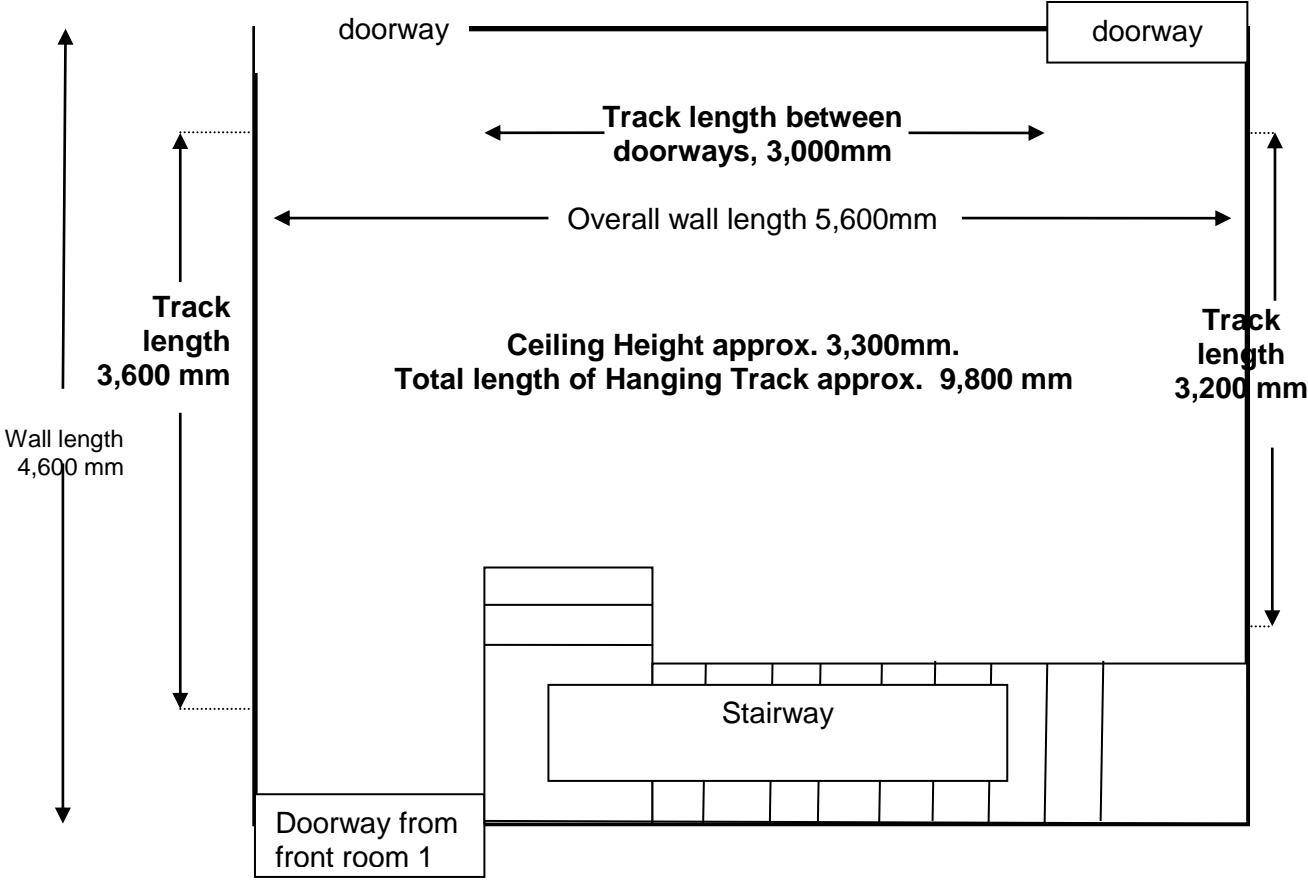 doorway
doorway
Track length between
doorways, 3,000mm
Overall wall length 5,600mm
Track
length
3,600 mm
Ceiling Height approx. 3,300mm.
Total length of Hanging Track approx.  9,800 mm
Track
length
3,200 mm
Wall length
4,600 mm
Stairway
Doorway from
front room 1